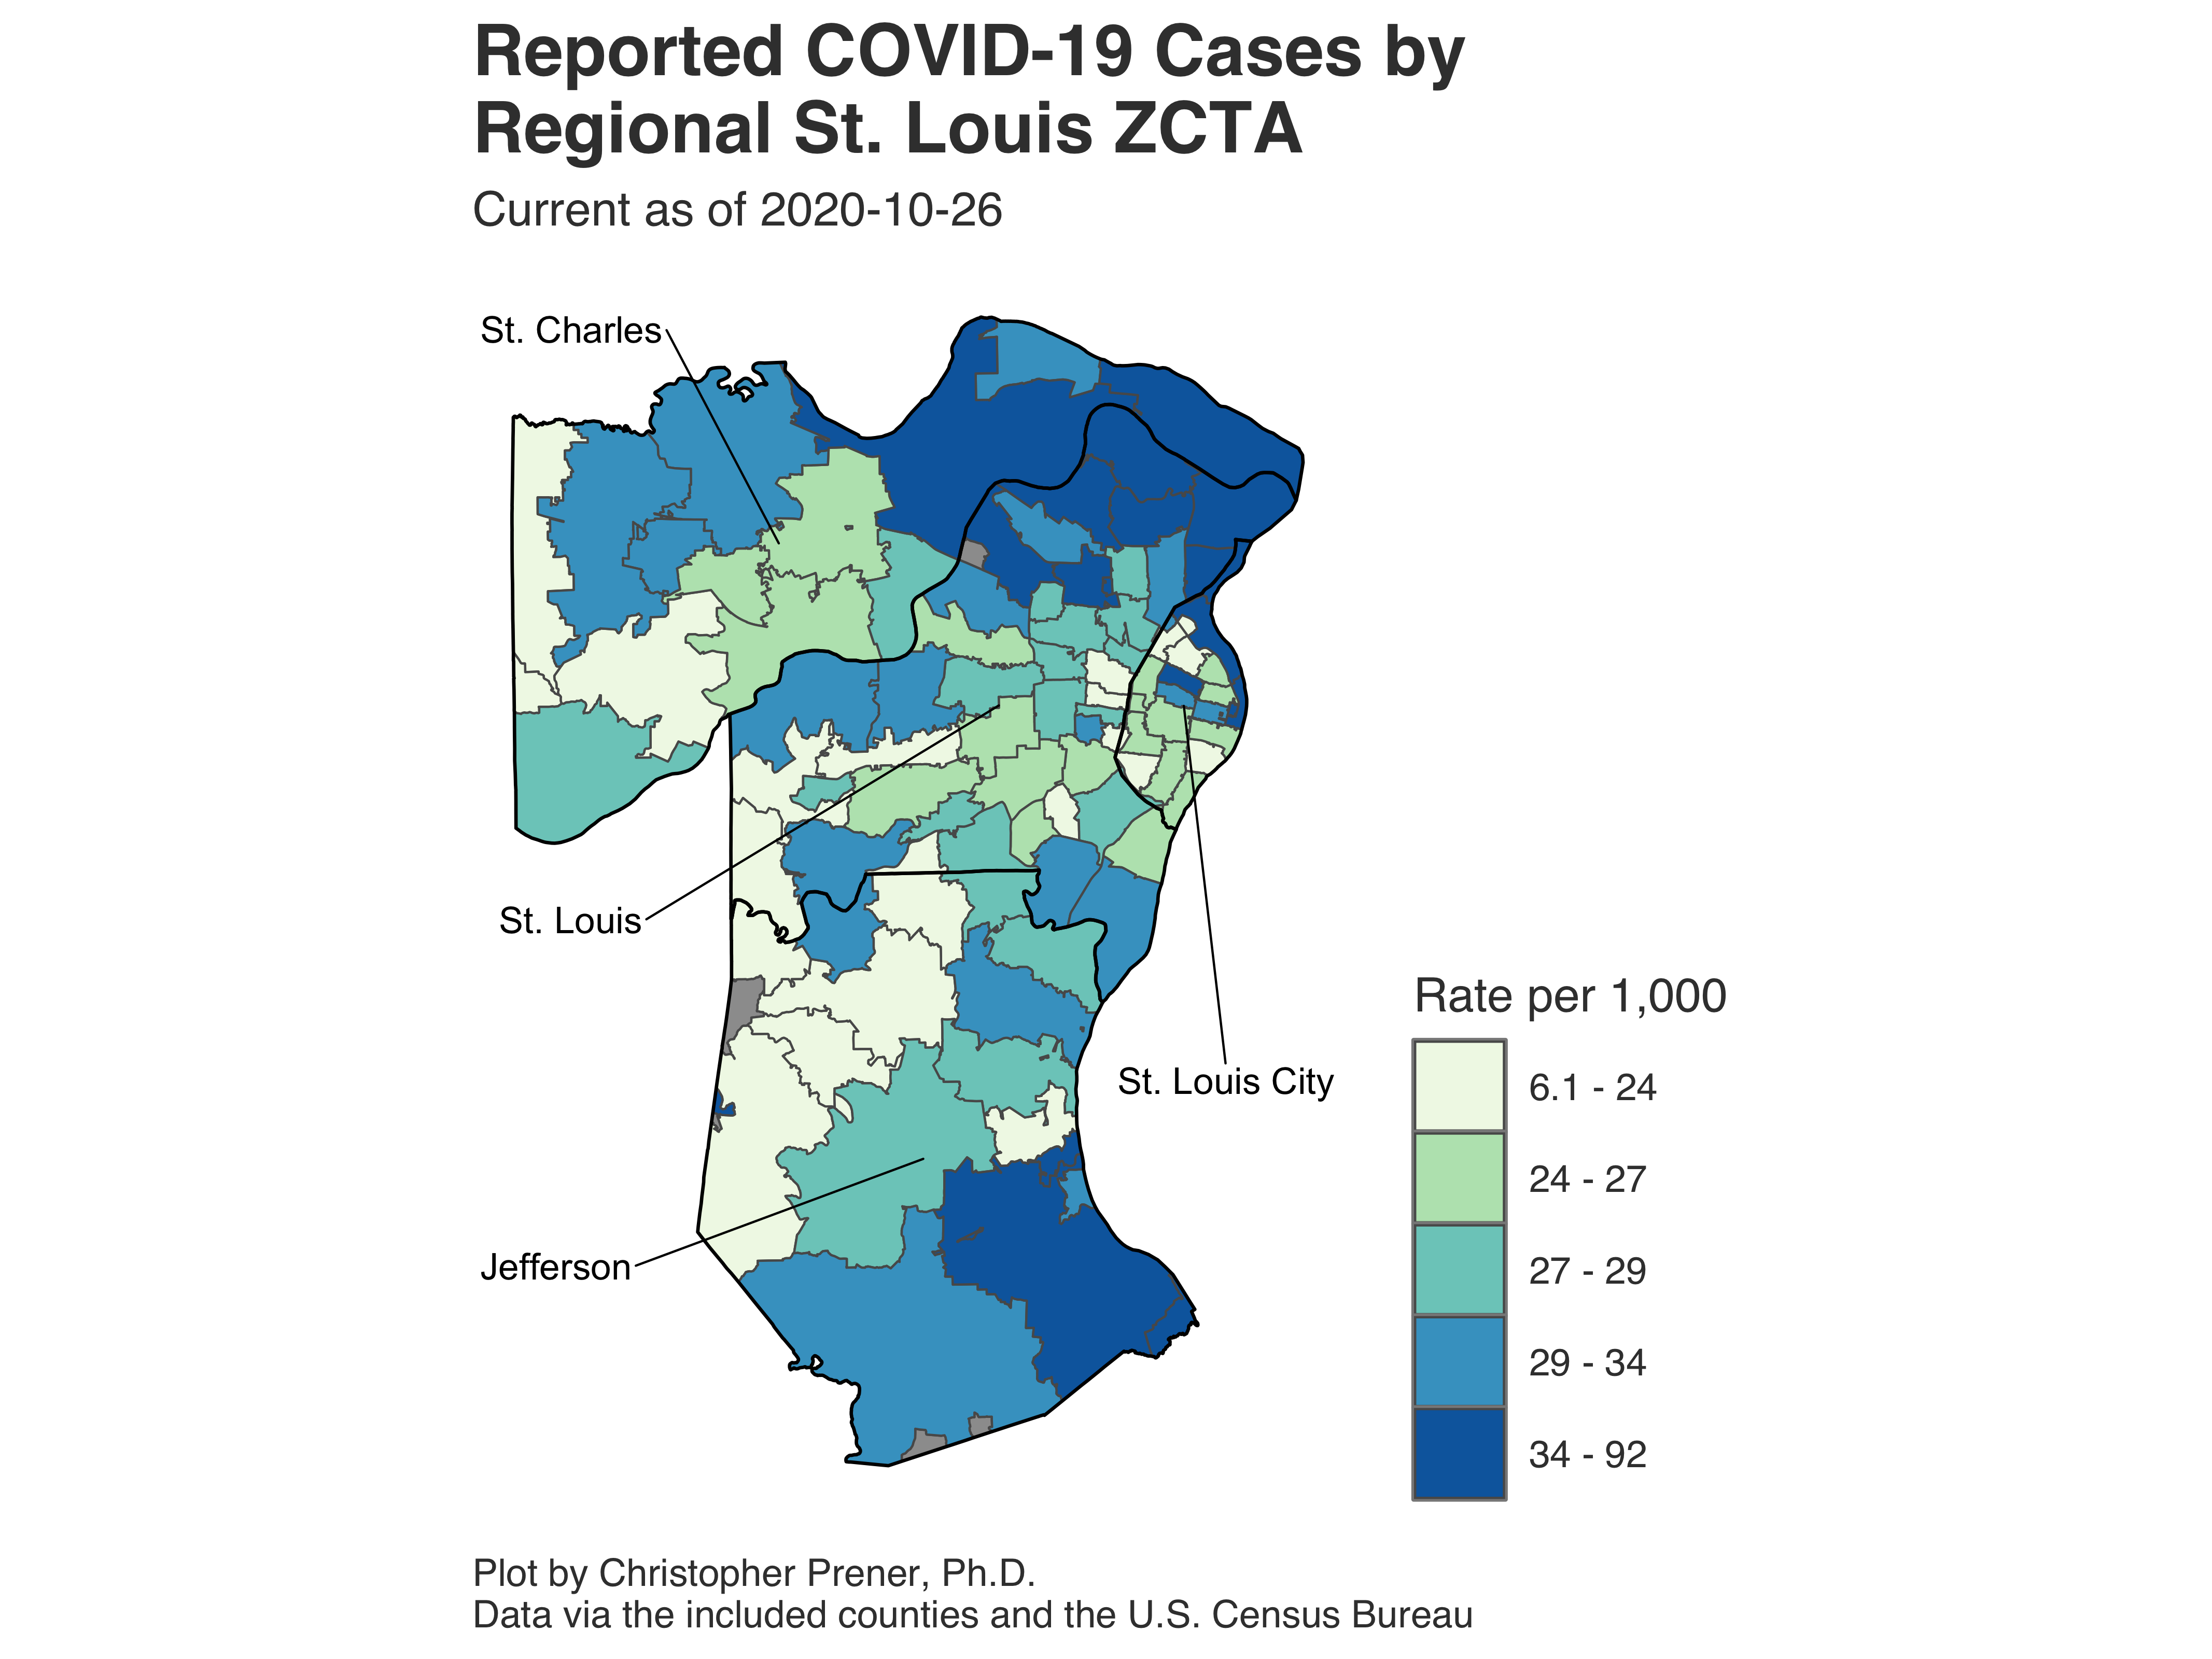 Reported COVID-19 Cases by
Regional St. Louis ZCTA
Current as of 2020-10-26
St. Charles
St. Louis
St. Louis City
Jefferson
Rate per 1,000
6.1 - 24
24 - 27
27 - 29
29 - 34
34 - 92
Plot by Christopher Prener, Ph.D.
Data via the included counties and the U.S. Census Bureau